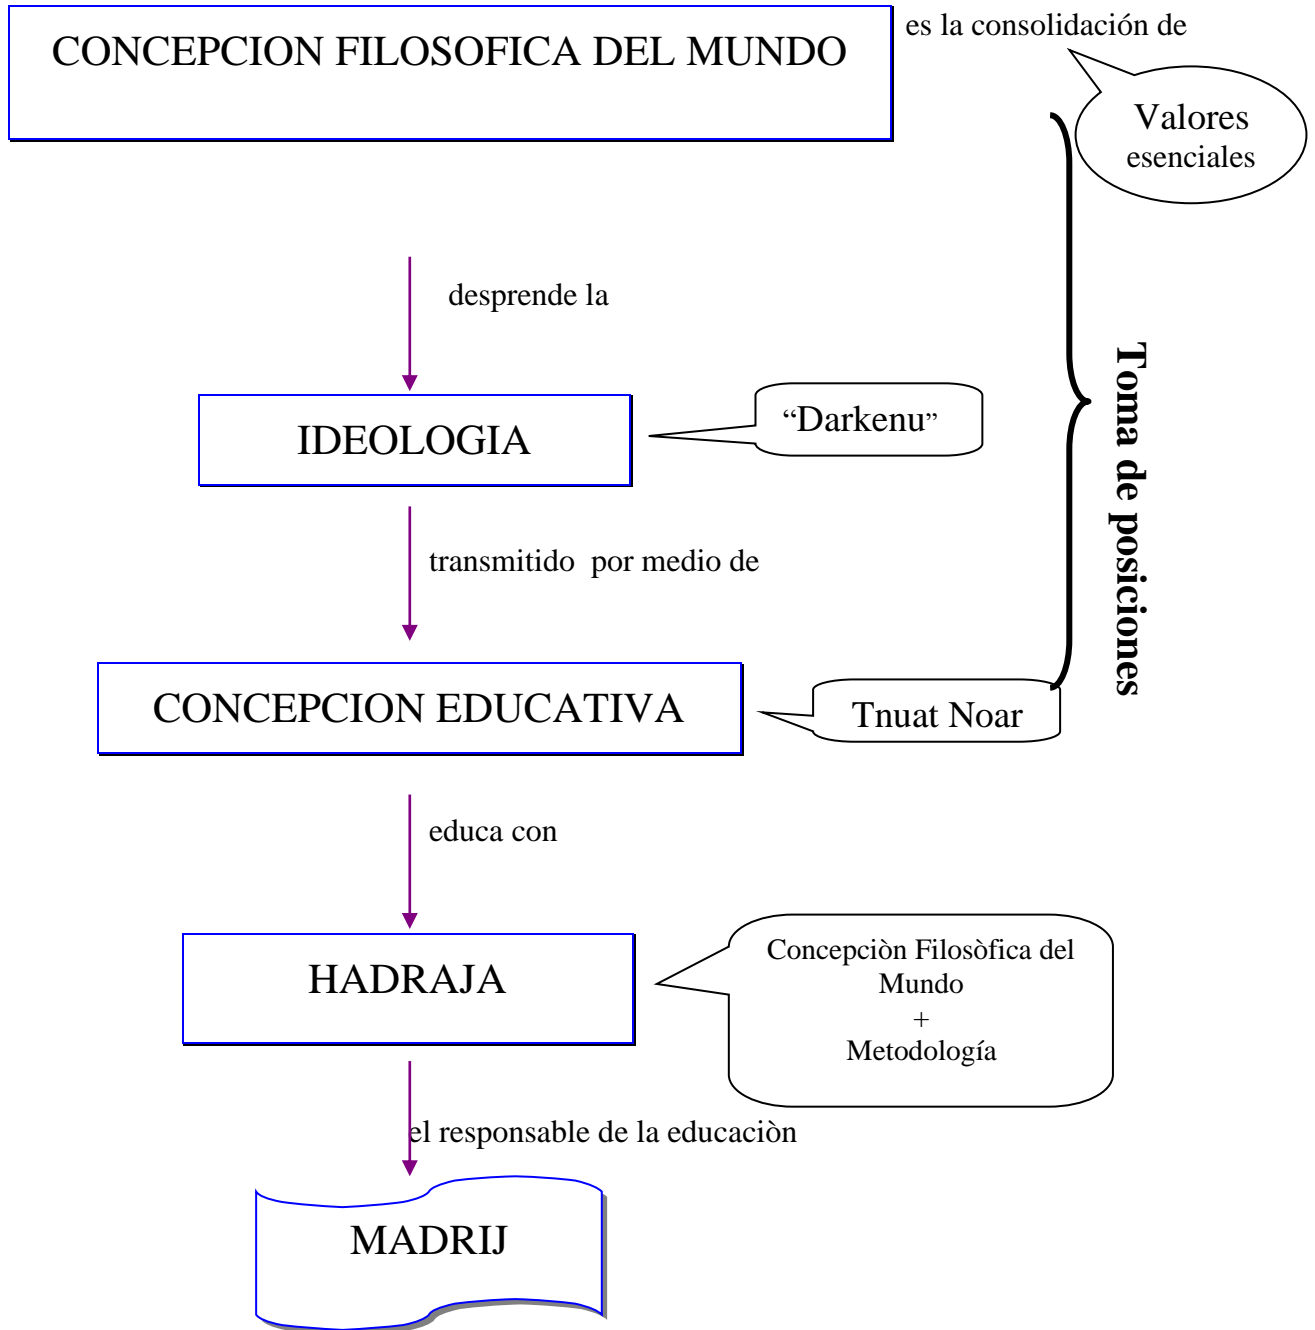 CONCEPCION FILOSOFICA DEL MUNDO
es la consolidación de
Valores
esenciales
desprende la
Toma de posiciones
IDEOLOGIA
“Darkenu”
transmitido  por medio de
CONCEPCION EDUCATIVA
Tnuat Noar
educa con
HADRAJA
Concepciòn Filosòfica del
Mundo
+
Metodología
el responsable de la educaciòn
MADRIJ